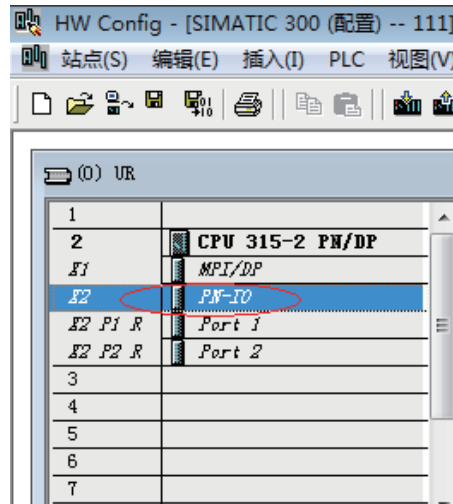 HW Config - [SIMATIC 300 (配置) -- 111]
站点(S) 编辑(E) 插入(I) PLC 视图(V)
(0) UR
1
2 CPU 315-2 PN/DP
X1 MPI/DP
X2 PN-IO
X2 P1 R Port 1
X2 P2 R Port 2
3
4
5
6
7